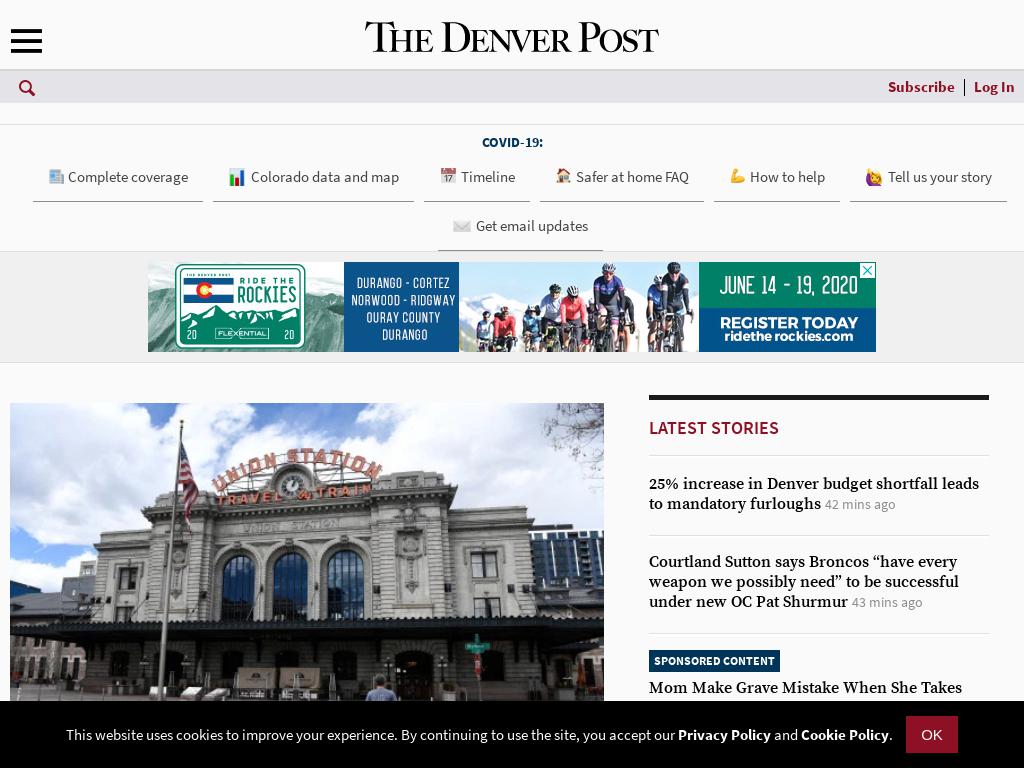 THE DENVER POST
Subscribe
Log In
COVID-19:
Complete coverage
Colorado data and map
Timeline
Safer at home FAQ
How to help
Tell us your story
Get email updates
THE DENVER POST
RIDE THE
ROCKIES
20 FLEXENTIAL 20
DURANGO - CORTEZ
NORWOOD - RIDGWAY
OURAY COUNTY
DURANGO
JUNE 14 - 19, 2020
REGISTER TODAY
ridetherockies.com
UNION STATION
TRAVEL by TRAIN
UNION STATION
LATEST STORIES
25% increase in Denver budget shortfall leads
to mandatory furloughs 42 mins ago
Courtland Sutton says Broncos “have every
weapon we possibly need” to be successful
under new OC Pat Shurmur 43 mins ago
SPONSORED CONTENT
Mom Make Grave Mistake When She Takes
This website uses cookies to improve your experience. By continuing to use the site, you accept our Privacy Policy and Cookie Policy.
OK